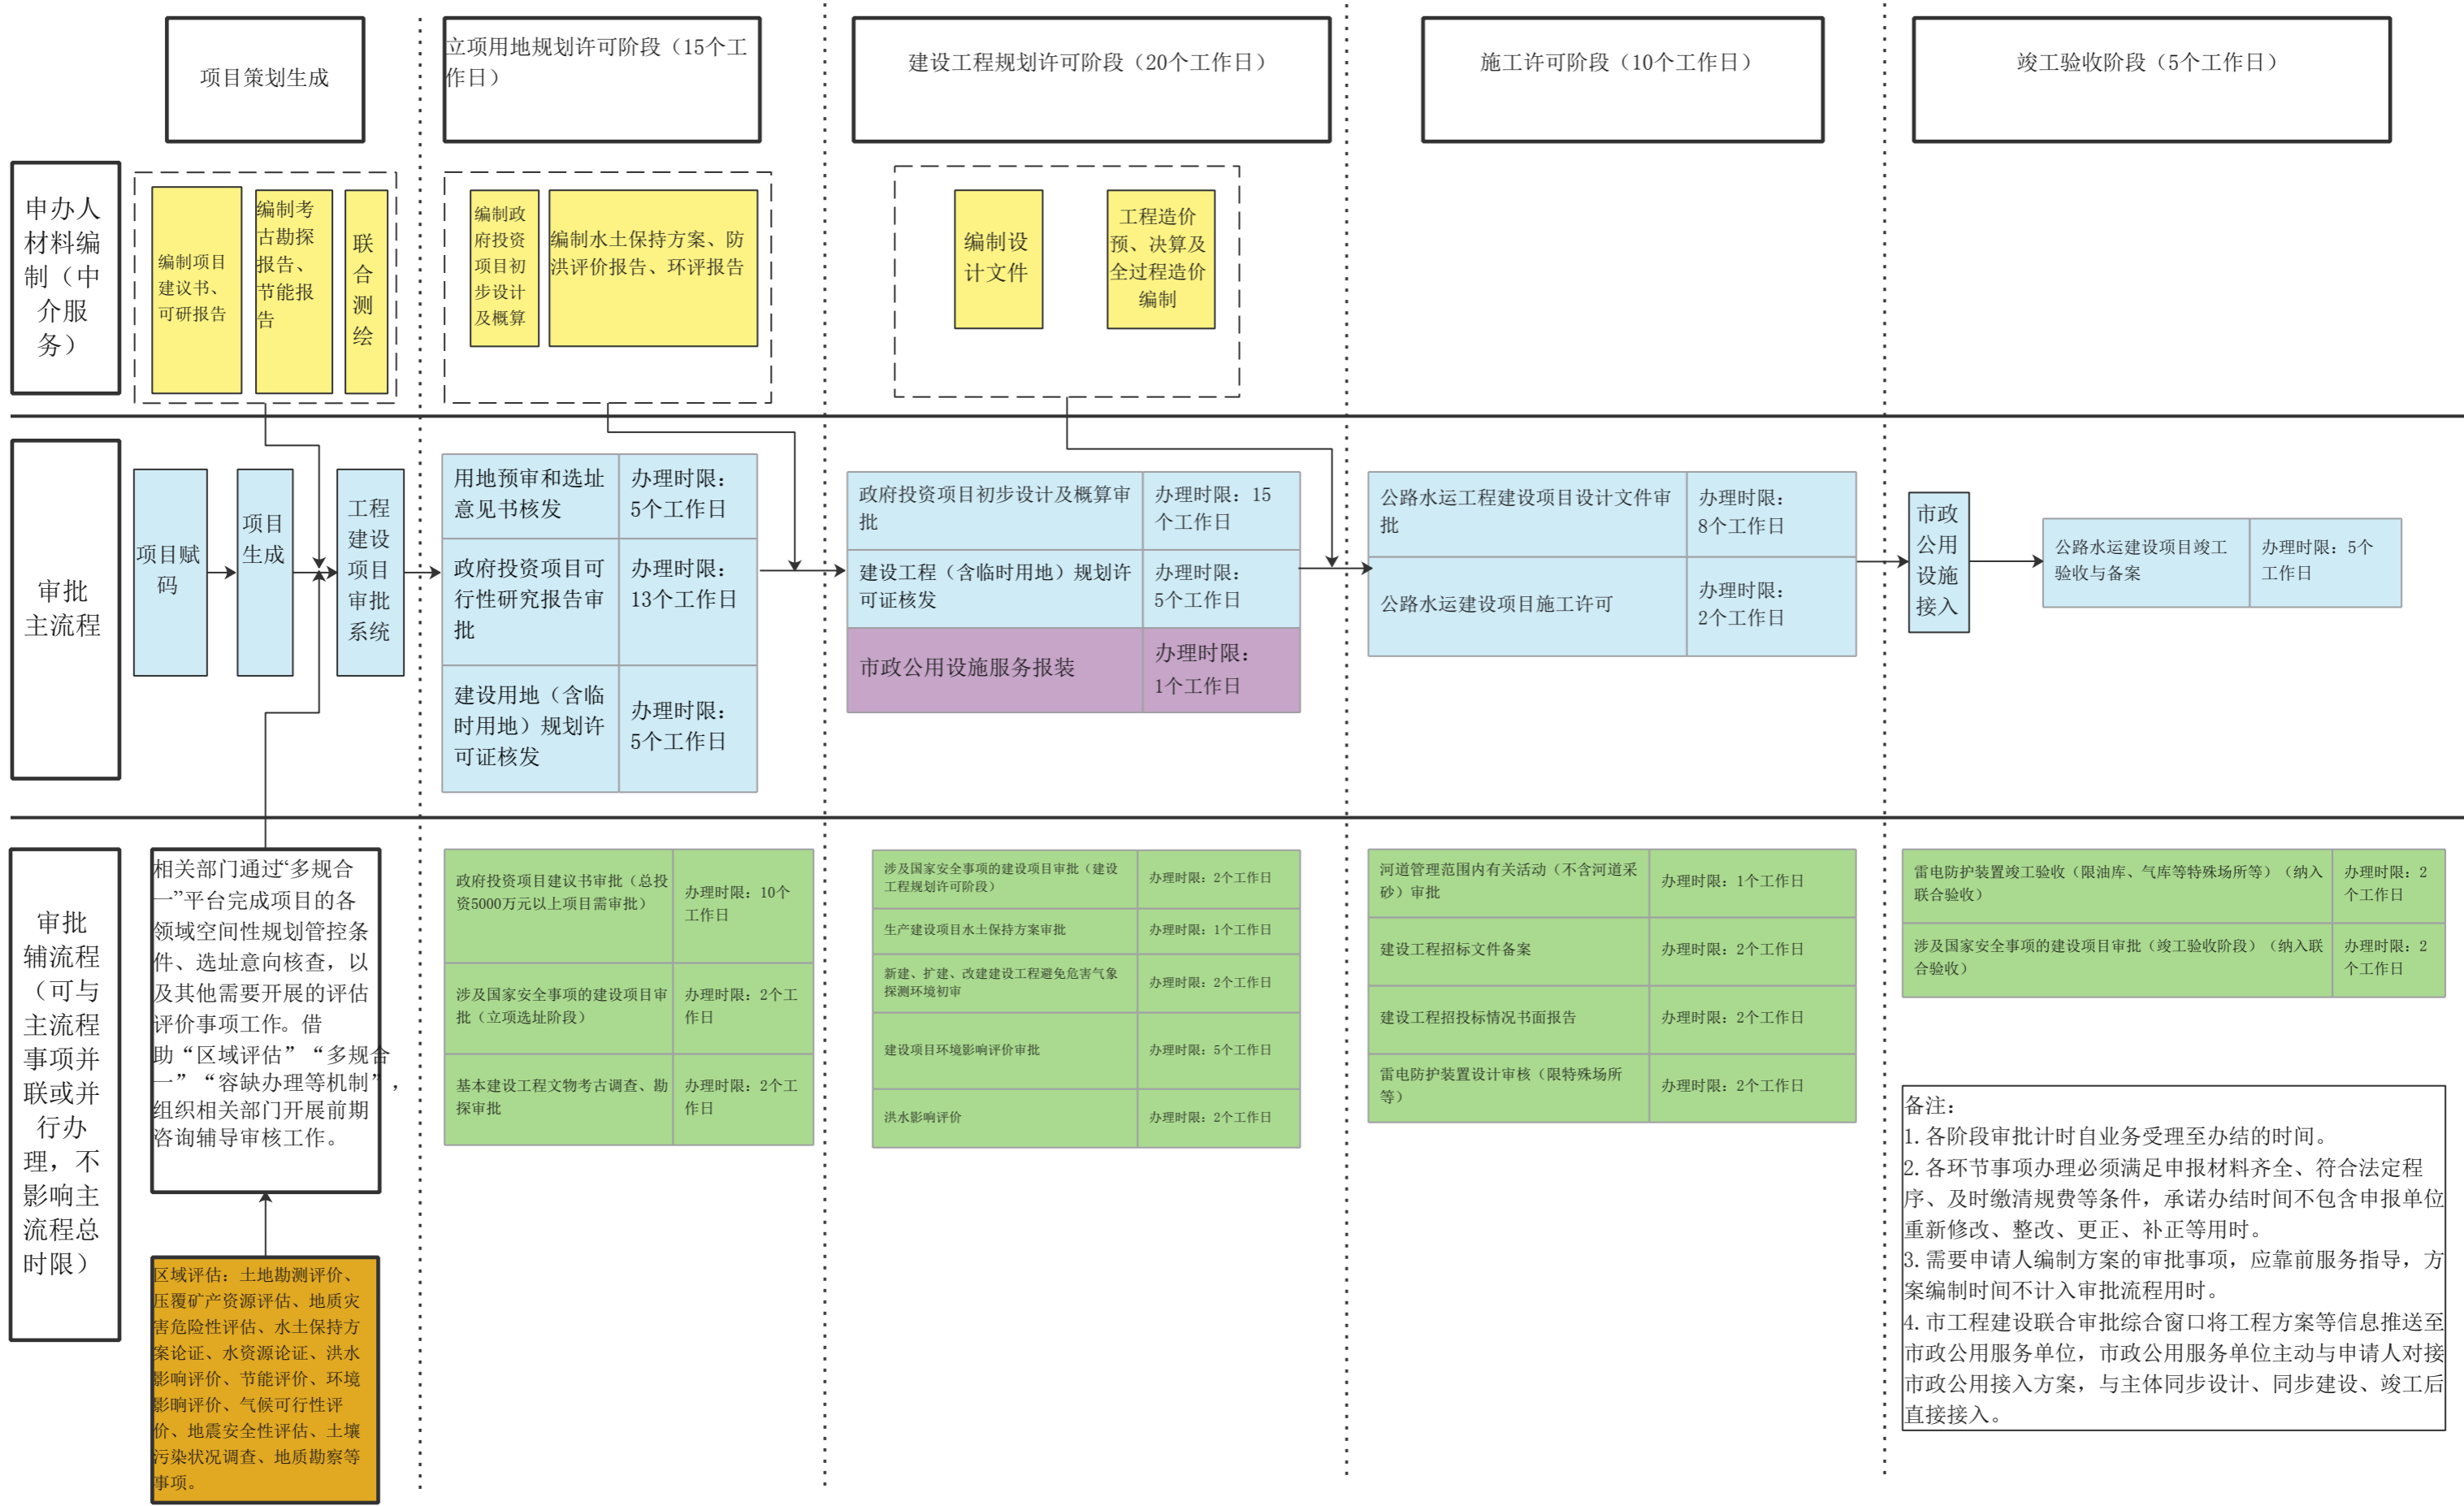 项目策划生成
立项用地规划许可阶段（15个工
作日）
建设工程规划许可阶段（20个工作日）
施工许可阶段（10个工作日）
竣工验收阶段（5个工作日）
申办人
材料编
制（中
介服
务）
编制项目
建议书、
可研报告
编制考
古勘探
报告、
节能报
告
联
合
测
绘
编制政
府投资
项目初
步设计
及概算
编制水土保持方案、防
洪评价报告、环评报告
编制设
计文件
工程造价
预、决算及
全过程造价
编制
审批
主流程
项目赋
码
项目
生成
工程
建设
项目
审批
系统
用地预审和选址
意见书核发
办理时限：
5个工作日
政府投资项目可
行性研究报告审
批
办理时限：
13个工作日
建设用地（含临
时用地）规划许
可证核发
办理时限：
5个工作日
政府投资项目初步设计及概算审
批
办理时限：15
个工作日
建设工程（含临时用地）规划许
可证核发
办理时限：
5个工作日
市政公用设施服务报装
办理时限：
1个工作日
公路水运工程建设项目设计文件审
批
办理时限：
8个工作日
公路水运建设项目施工许可
办理时限：
2个工作日
市政
公用
设施
接入
公路水运建设项目竣工
验收与备案
办理时限：5个
工作日
审批
辅流程
（可与
主流程
事项并
联或并
行办
理，不
影响主
流程总
时限）
相关部门通过“多规合
一”平台完成项目的各
领域空间性规划管控条
件、选址意向核查，以
及其他需要开展的评估
评价事项工作。借
助“区域评估”“多规合
一”“容缺办理等机制”，
组织相关部门开展前期
咨询辅导审核工作。
区域评估：土地勘测评价、
压覆矿产资源评估、地质灾
害危险性评估、水土保持方
案论证、水资源论证、洪水
影响评价、节能评价、环境
影响评价、气候可行性评
价、地震安全性评估、土壤
污染状况调查、地质勘察等
事项。
政府投资项目建议书审批（总投
资5000万元以上项目需审批）
办理时限：10个
工作日
涉及国家安全事项的建设项目审
批（立项选址阶段）
办理时限：2个工
作日
基本建设工程文物考古调查、勘
探审批
办理时限：2个工
作日
涉及国家安全事项的建设项目审批（建设
工程规划许可阶段）
办理时限：2个工作日
生产建设项目水土保持方案审批
办理时限：1个工作日
新建、扩建、改建建设工程避免危害气象
探测环境初审
办理时限：2个工作日
建设项目环境影响评价审批
办理时限：5个工作日
洪水影响评价
办理时限：2个工作日
河道管理范围内有关活动（不含河道采
砂）审批
办理时限：1个工作日
建设工程招标文件备案
办理时限：2个工作日
建设工程招投标情况书面报告
办理时限：2个工作日
雷电防护装置设计审核（限特殊场所
等）
办理时限：2个工作日
雷电防护装置竣工验收（限油库、气库等特殊场所等）（纳入
联合验收）
办理时限：2
个工作日
涉及国家安全事项的建设项目审批（竣工验收阶段）（纳入联
合验收）
办理时限：2
个工作日
备注：
1.各阶段审批计时自业务受理至办结的时间。
2.各环节事项办理必须满足申报材料齐全、符合法定程
序、及时缴清规费等条件，承诺办结时间不包含申报单位
重新修改、整改、更正、补正等用时。
3.需要申请人编制方案的审批事项，应靠前服务指导，方
案编制时间不计入审批流程用时。
4.市工程建设联合审批综合窗口将工程方案等信息推送至
市政公用服务单位，市政公用服务单位主动与申请人对接
市政公用接入方案，与主体同步设计、同步建设、竣工后
直接接入。